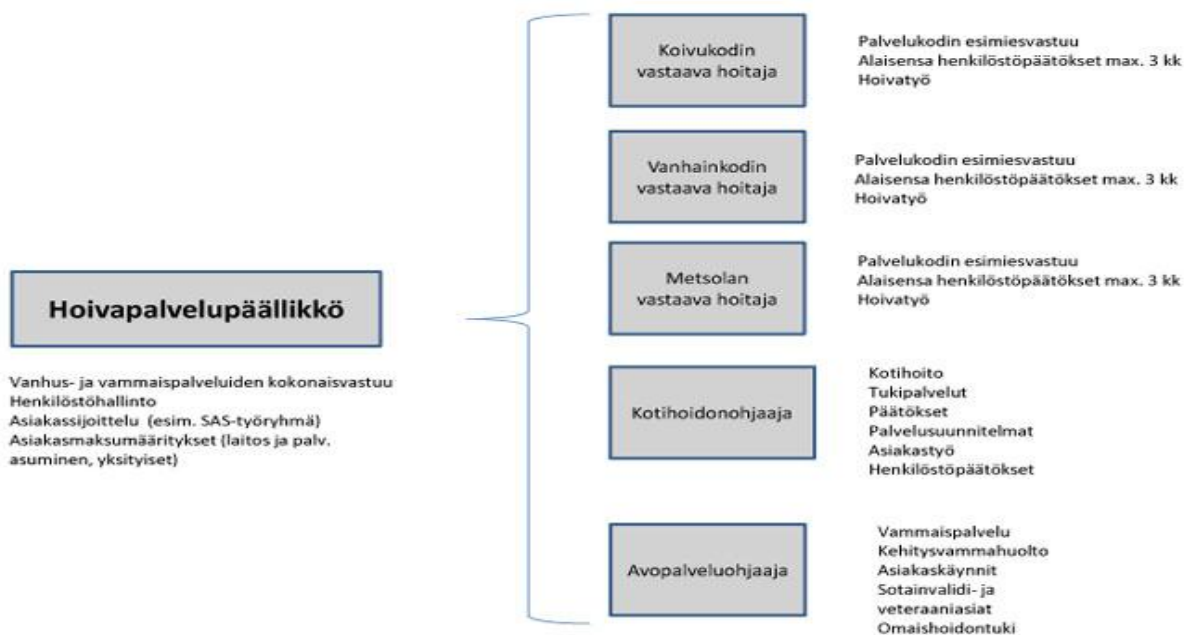 Hoivapalvelupäällikkö
Vanhus- ja vammaispalveluiden kokonaisvastuu
Henkilöstöhallinto
Asiakassijoittelu (esim. SAS-työryhmä)
Asiakasmaksumääritykset (laitos ja palv.
asuminen, yksityiset)
Koivukodin
vastaava hoitaja
Palvelukodin esimiesvastuu
Alaisensa henkilöstöpäätökset max. 3 kk
Hoivatyö
Vanhainkodin
vastaava hoitaja
Palvelukodin esimiesvastuu
Alaisensa henkilöstöpäätökset max. 3 kk
Hoivatyö
Metsolan
vastaava hoitaja
Palvelukodin esimiesvastuu
Alaisensa henkilöstöpäätökset max. 3 kk
Hoivatyö
Kotihoidonohjaaja
Kotihoito
Tukipalvelut
Päätökset
Palvelusuunnitelmat
Asiakastyö
Henkilöstöpäätökset
Avopalveluohjaaja
Vammaispalvelu
Kehitysvammahuolto
Asiakaskäynnit
Sotainvalidi- ja
veteraaniasiat
Omaishoidontuki